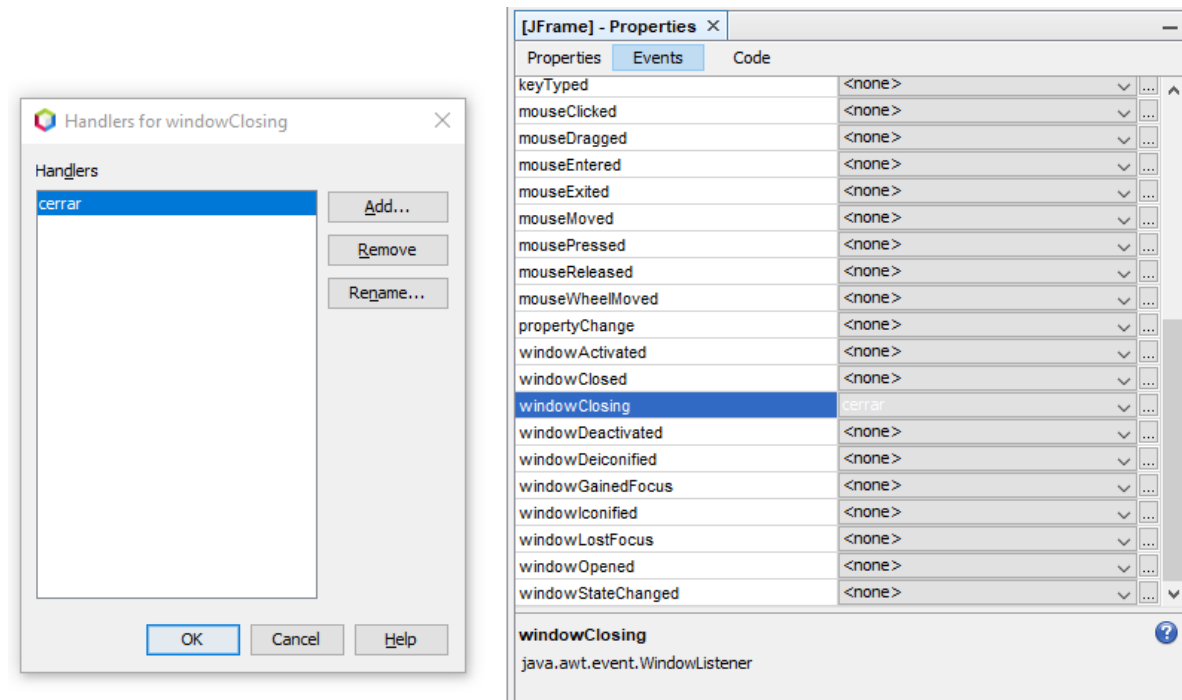 Handlers for windowClosing
Handlers
cerrar
Add...
Remove
Rename...
OK Cancel Help
[JFrame] - Properties
Properties Events Code
keyTyped <none> ...
mouseClicked <none> ...
mouseDragged <none> ...
mouseEntered <none> ...
mouseExited <none> ...
mouseMoved <none> ...
mousePressed <none> ...
mouseReleased <none> ...
mouseWheelMoved <none> ...
propertyChange <none> ...
windowActivated <none> ...
windowClosed <none> ...
windowClosing cerrar ...
windowDeactivated <none> ...
windowDeiconified <none> ...
windowGainedFocus <none> ...
windowIconified <none> ...
windowLostFocus <none> ...
windowOpened <none> ...
windowStateChanged <none> ...
windowClosing ?
java.awt.event.WindowListener